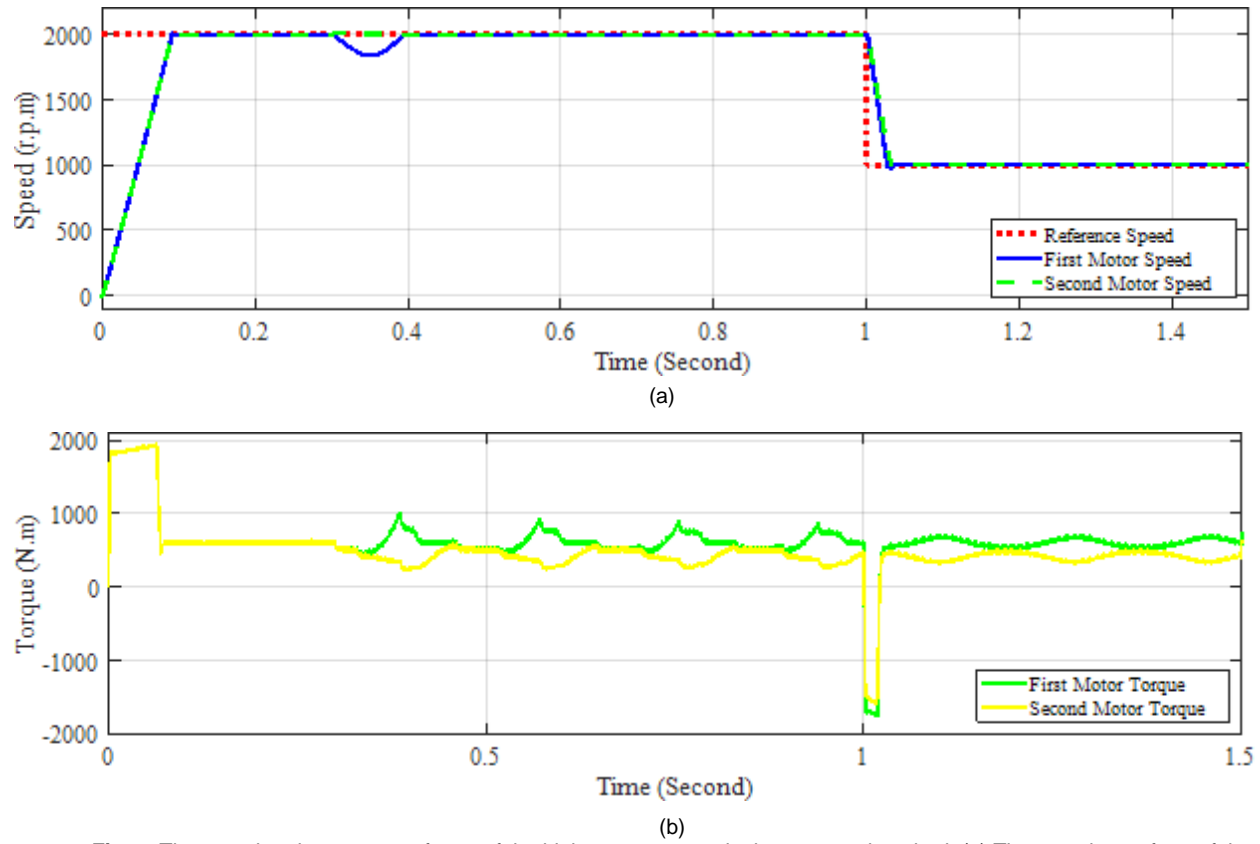 2000
1500
1000
500
0
Speed (r.p.m)
Reference Speed
First Motor Speed
Second Motor Speed
0 0.2 0.4 0.6 0.8 1 1.2 1.4
Time (Second)
(a)
2000
1000
0
-1000
-2000
Torque (N.m)
First Motor Torque
Second Motor Torque
0 0.5 1 1.5
Time (Second)
(b)